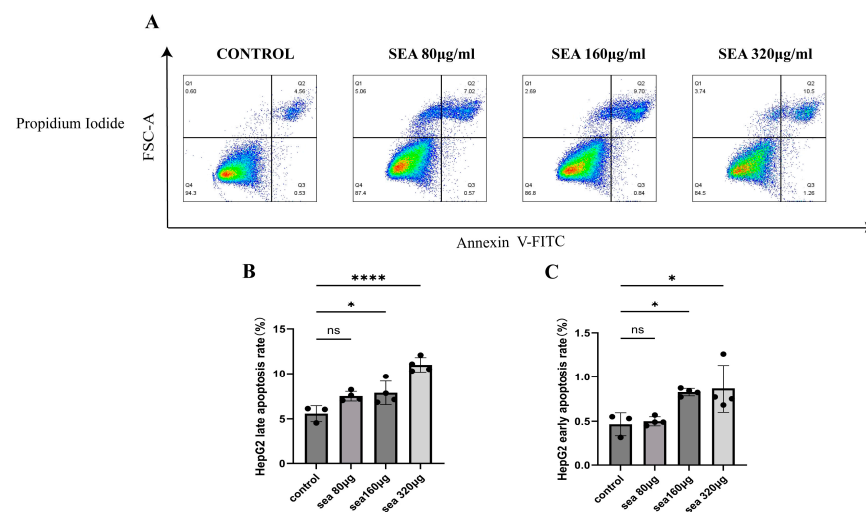 A
CONTROL
SEA 80μg/ml
SEA 160μg/ml
SEA 320μg/ml
Propidium Iodide
FSC-A
Q1
0.60
Q2
4.56
Q4
94.3
Q3
0.53
Q1
5.06
Q2
7.02
Q4
87.4
Q3
0.57
Q1
2.69
Q2
9.70
Q4
86.8
Q3
0.84
Q1
3.74
Q2
10.5
Q4
84.5
Q3
1.26
Annexin V-FITC
B
****
*
ns
HepG2 late apoptosis rate(%)
15
10
5
0
control
sea 80μg
sea160μg
sea 320μg
C
*
*
ns
HepG2 early apoptosis rate(%)
1.5
1.0
0.5
0.0
control
sea 80μg
sea160μg
sea 320μg